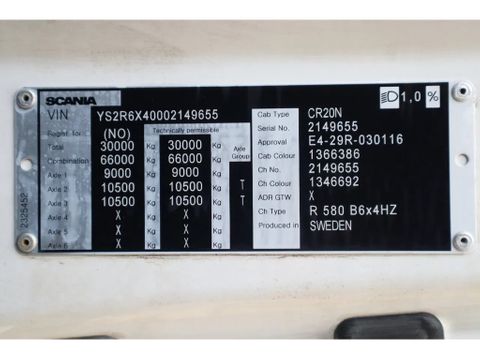 SCANIA
VIN YS2R6X40002149655
Regist. for (NO) Technically permissible
Total 30000 Kg 30000 Kg Axle Group
Combination 66000 Kg 66000 Kg
Axle 1 9000 Kg 9000 Kg
Axle 2 10500 Kg 10500 Kg T
Axle 3 10500 Kg 10500 Kg T
Axle 4 X Kg X Kg
Axle 5 X Kg X Kg
Axle 6 X Kg X Kg
2325452
1,0 %
Cab Type CR20N
Serial No. 2149655
Approval E4-29R-030116
Cab Colour 1366386
Ch No. 2149655
Ch Colour 1346692
ADR GTW X
Ch Type R 580 B6x4HZ
Produced in SWEDEN